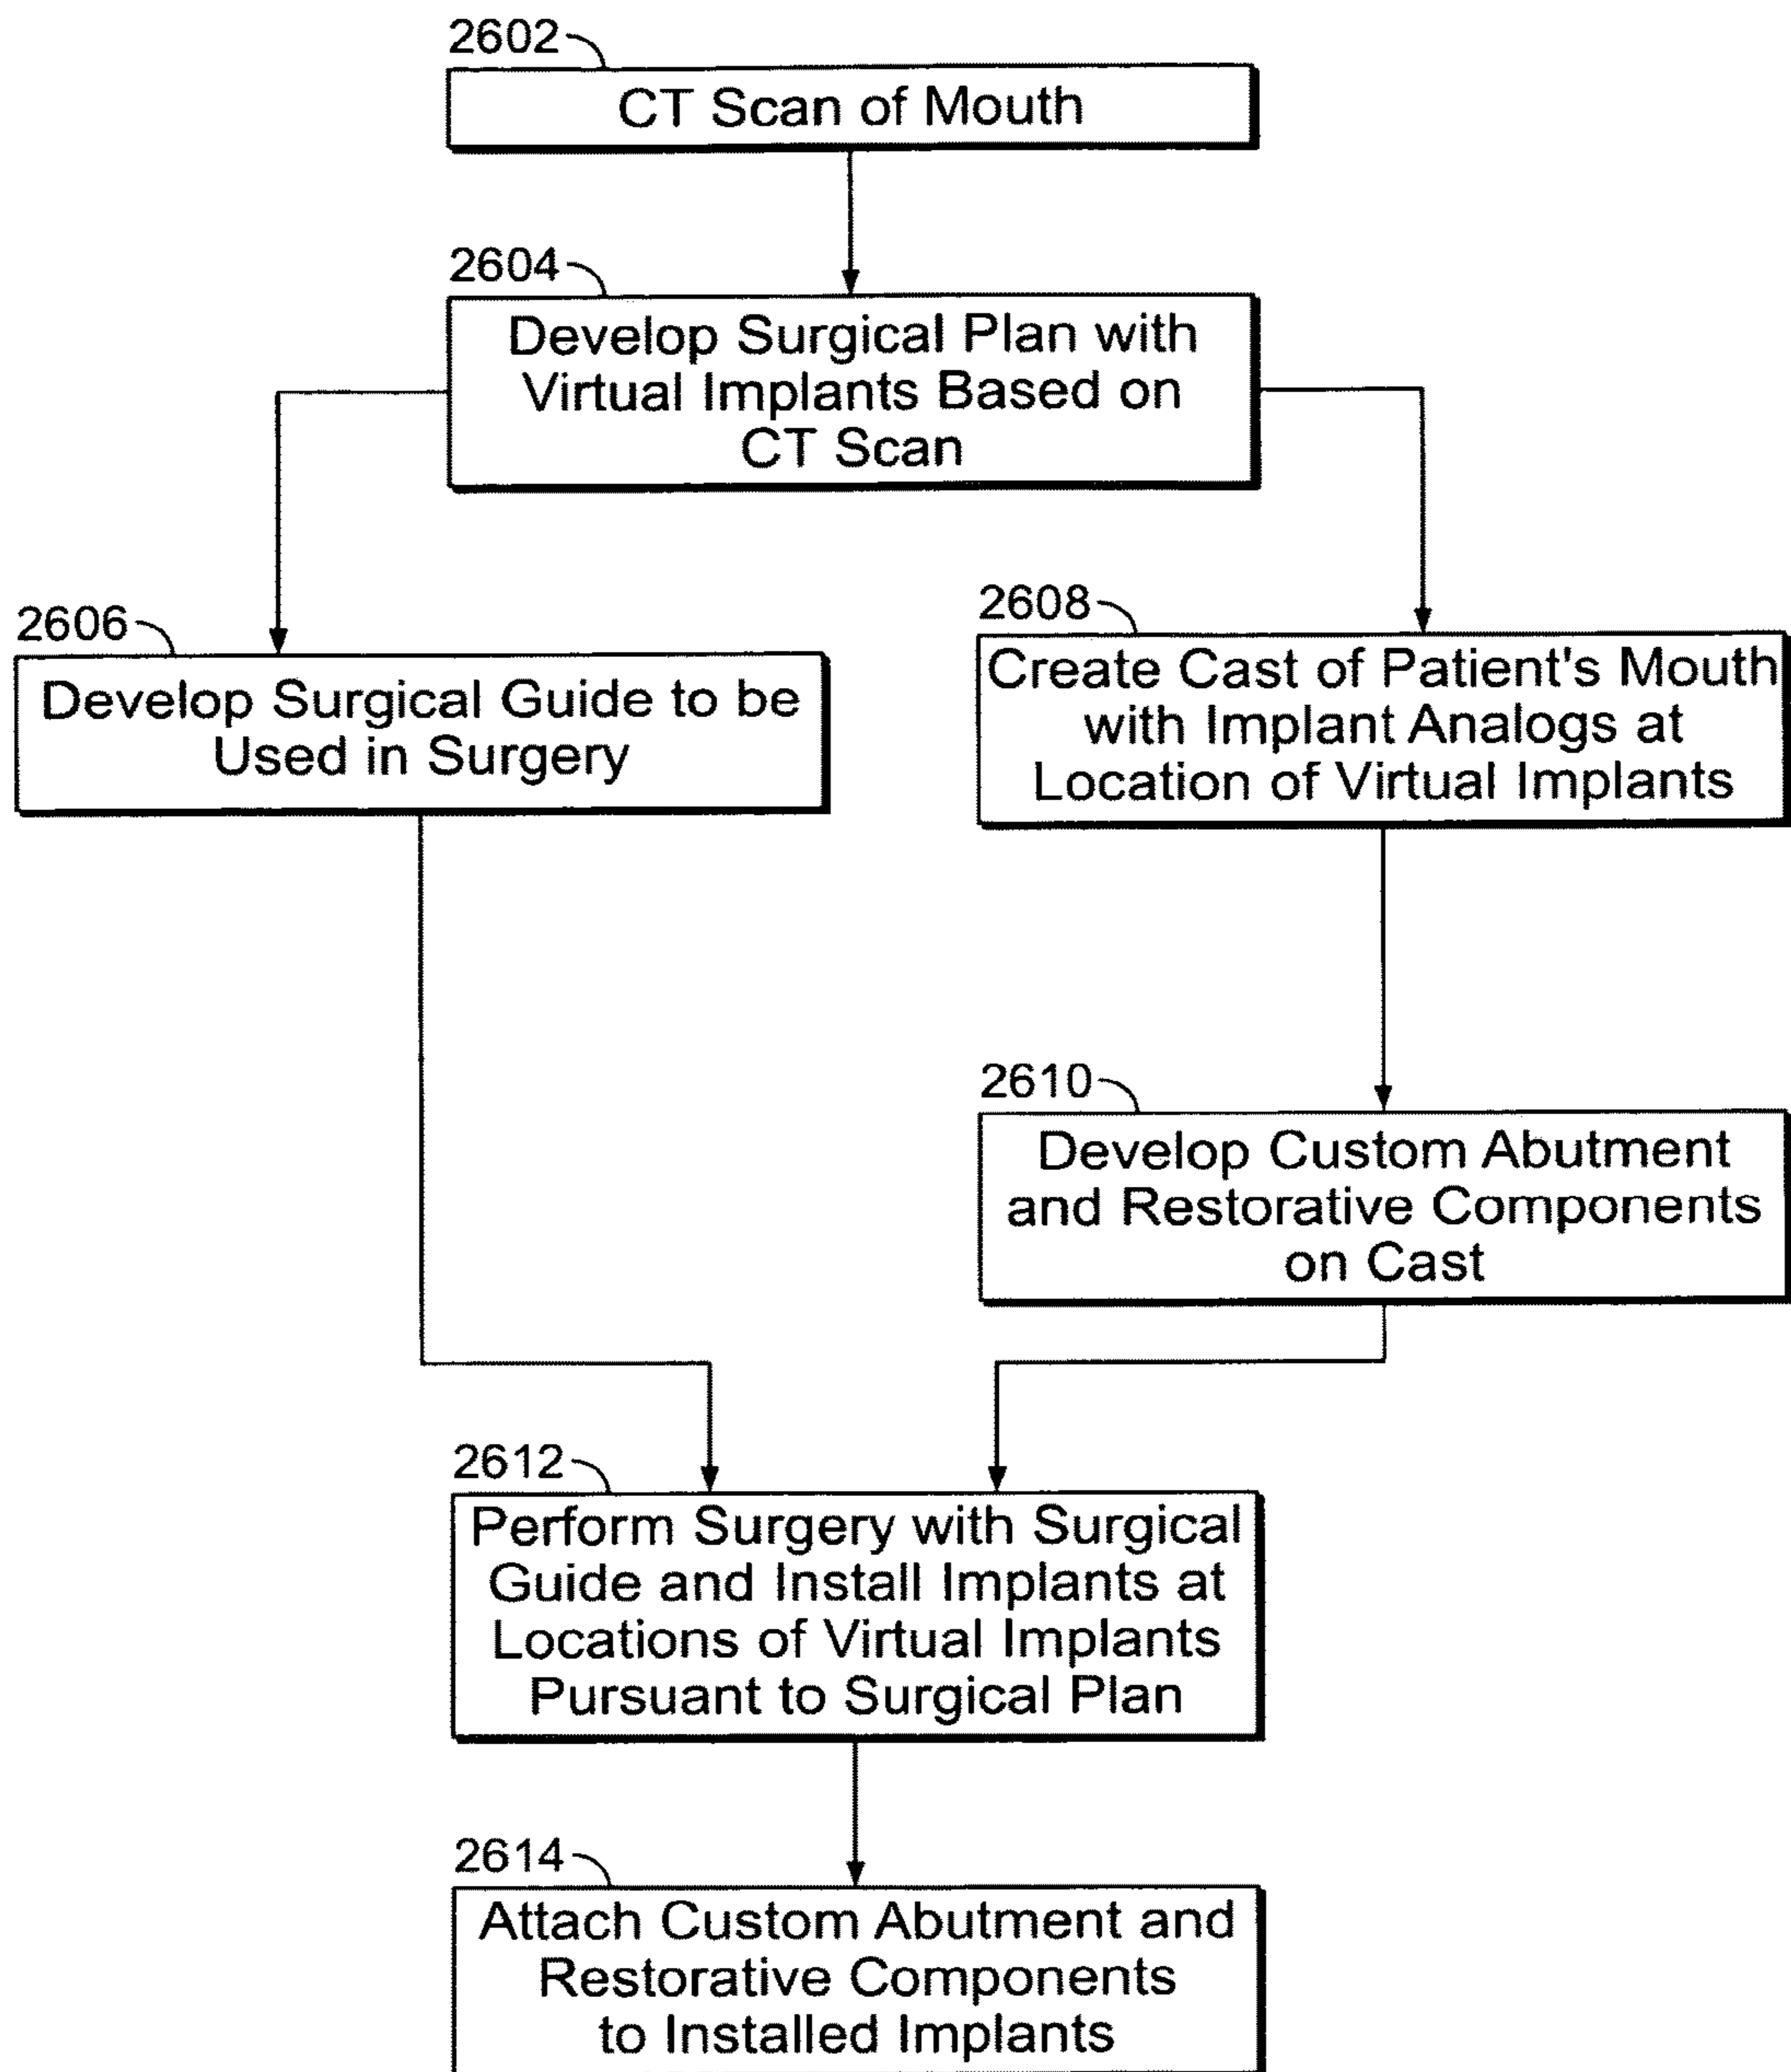 2602
CT Scan of Mouth
2604
Develop Surgical Plan with
Virtual Implants Based on
CT Scan
2606
Develop Surgical Guide to be
Used in Surgery
2608
Create Cast of Patient's Mouth
with Implant Analogs at
Location of Virtual Implants
2610
Develop Custom Abutment
and Restorative Components
on Cast
2612
Perform Surgery with Surgical
Guide and Install Implants at
Locations of Virtual Implants
Pursuant to Surgical Plan
2614
Attach Custom Abutment and
Restorative Components
to Installed Implants